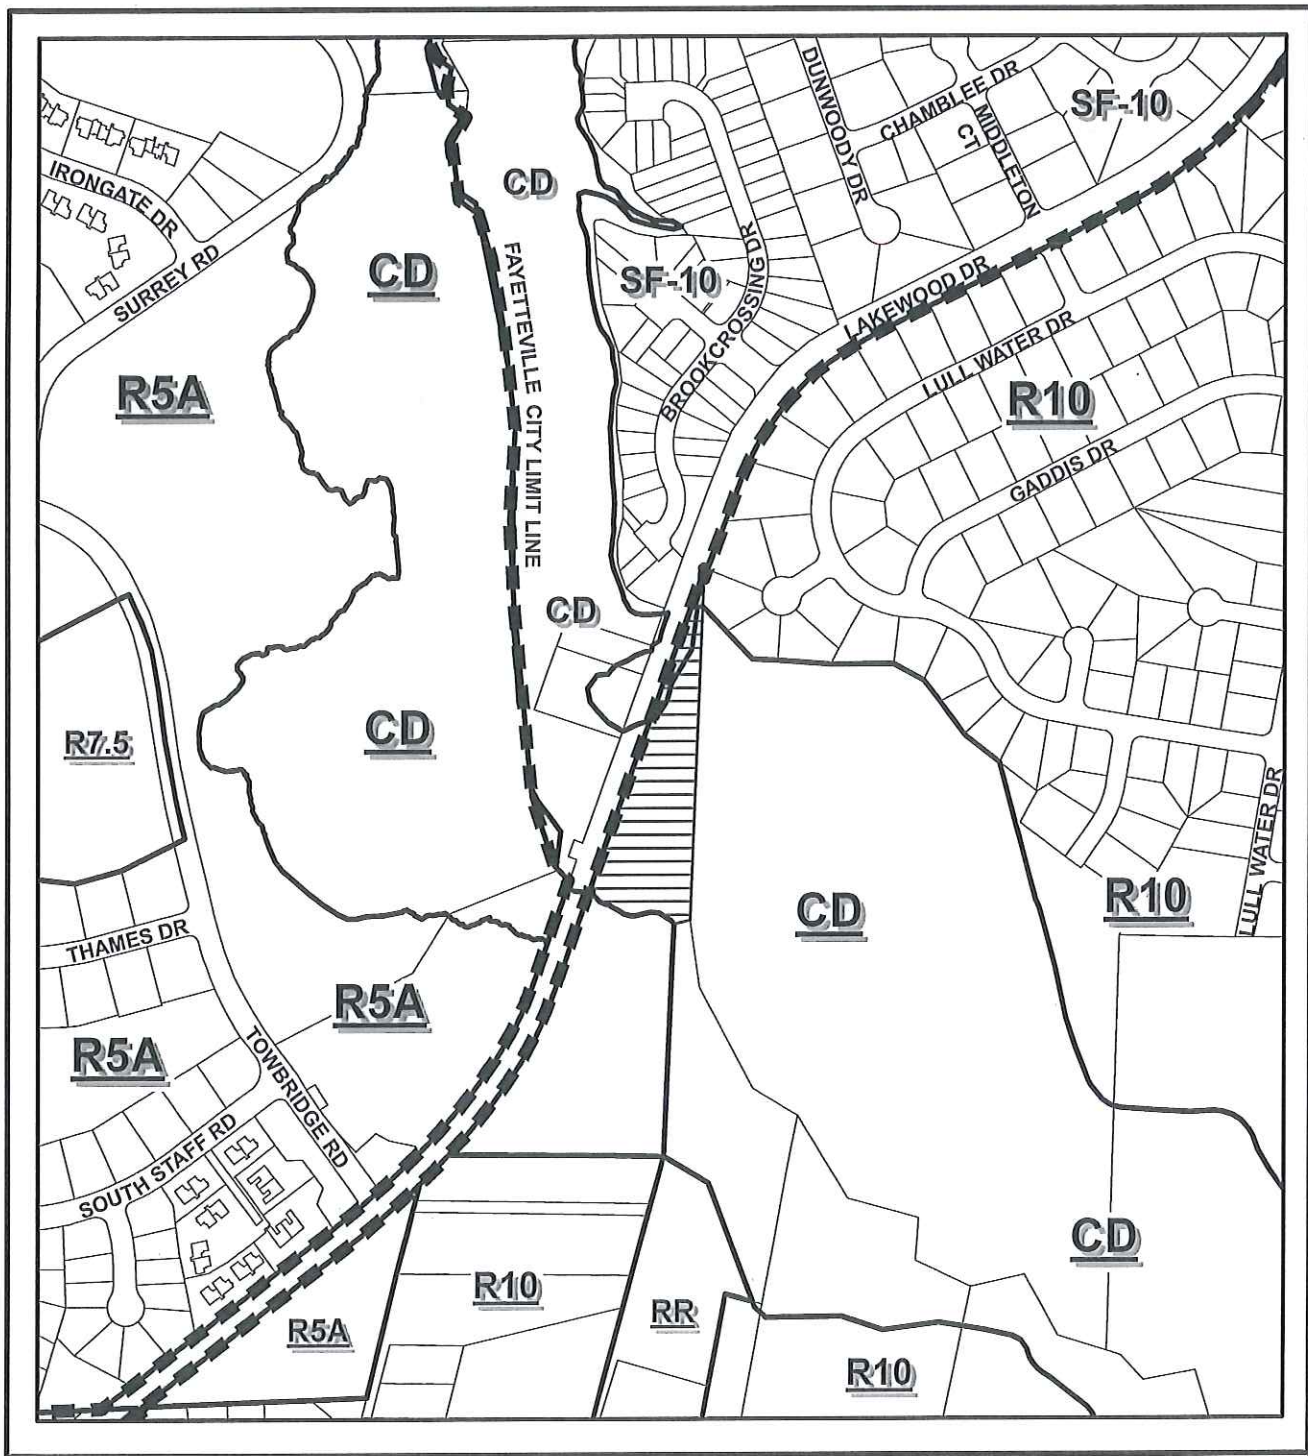 DUNWOODY DR
CHAMBLEE DR
SF-10
MIDDLETON
CT
IRONGATE DR
CD
SURREY RD
CD
FAYETTEVILLE CITY LIMIT LINE
SF-10
BROOKCROSSING DR
LAKEWOOD DR
LULL WATER DR
R5A
R10
GADDIS DR
CD
R7.5
CD
LULL WATER DR
CD
R10
THAMES DR
R5A
R5A
TOWBRIDGE RD
SOUTH STAFF RD
CD
R10
RR
R5A
R10